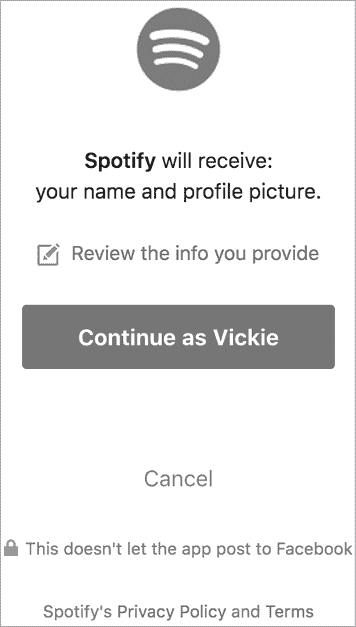 Spotify will receive:
your name and profile picture.
Review the info you provide
Continue as Vickie
Cancel
This doesn't let the app post to Facebook
Spotify's Privacy Policy and Terms